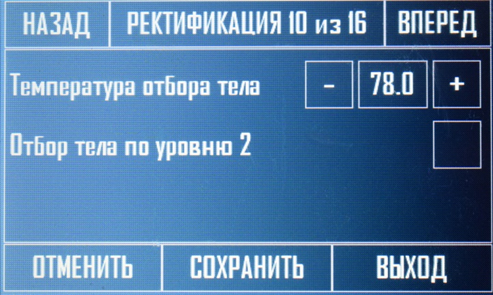 НАЗАД РЕКТИФИКАЦИЯ 10 из 16 ВПЕРЕД
Температура отбора тела - 78.0 +
Отбор тела по уровню 2
ОТМЕНИТЬ СОХРАНИТЬ ВЫХОД